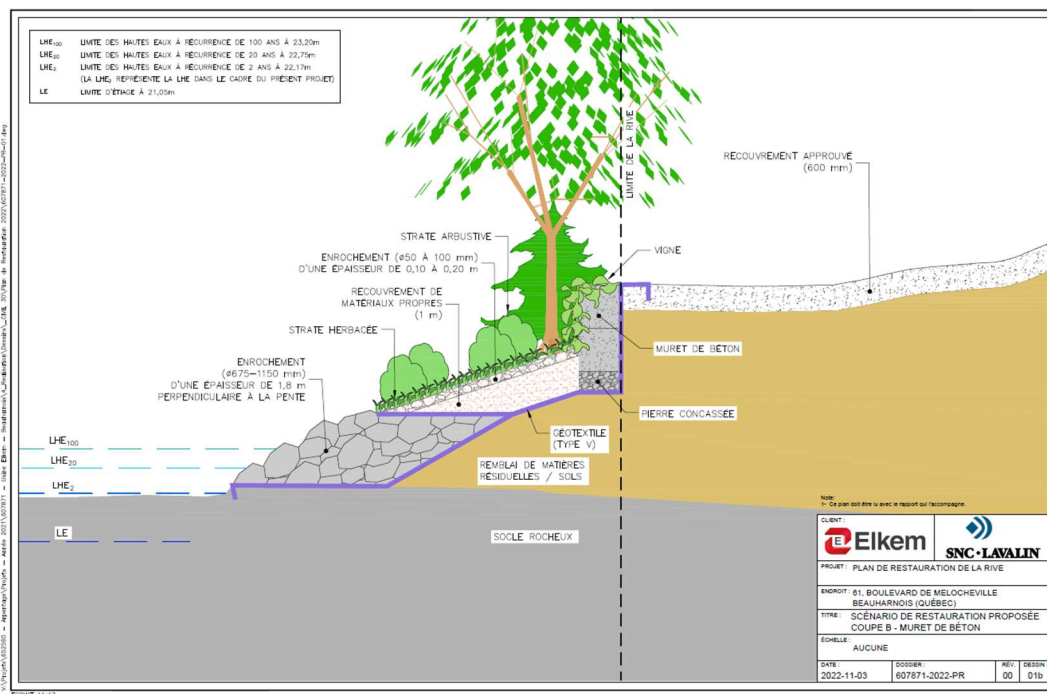 LHE100 LIMITE DES HAUTES EAUX À RÉCURRENCE DE 100 ANS À 23,20m
LHE20 LIMITE DES HAUTES EAUX À RÉCURRENCE DE 20 ANS À 22,75m
LHE2 LIMITE DES HAUTES EAUX À RÉCURRENCE DE 2 ANS À 22,17m
(LA LHE2 REPRÉSENTE LA LHE DANS LE CADRE DU PRÉSENT PROJET)
LE LIMITE D'ÉTIAGE À 21,05m
LIMITE DE LA RIVE
RECOUVREMENT APPROUVÉ
(600 mm)
STRATE ARBUSTIVE
VIGNE
ENROCHEMENT (ø50 À 100 mm)
D'UNE ÉPAISSEUR DE 0,10 À 0,20 m
RECOUVREMENT DE
MATÉRIAUX PROPRES
(1 m)
STRATE HERBACÉE
MURET DE BÉTON
ENROCHEMENT
(ø675–1150 mm)
D'UNE ÉPAISSEUR DE 1,8 m
PERPENDICULAIRE À LA PENTE
PIERRE CONCASSÉE
GÉOTEXTILE
(TYPE V)
LHE100
LHE20
LHE2
REMBLAI DE MATIÈRES
RÉSIDUELLES / SOLS
LE
SOCLE ROCHEUX
Note:
1- Ce plan doit être lu avec le rapport qui l'accompagne.
CLIENT :
Elkem
SNC•LAVALIN
PROJET : PLAN DE RESTAURATION DE LA RIVE
ENDROIT : 61, BOULEVARD DE MELOCHEVILLE
BEAUHARNOIS (QUÉBEC)
TITRE : SCÉNARIO DE RESTAURATION PROPOSÉE
COUPE B - MURET DE BÉTON
ÉCHELLE :
AUCUNE
DATE : DOSSIER : RÉV. DESSIN
2022-11-03 607871-2022-PR 00 01b